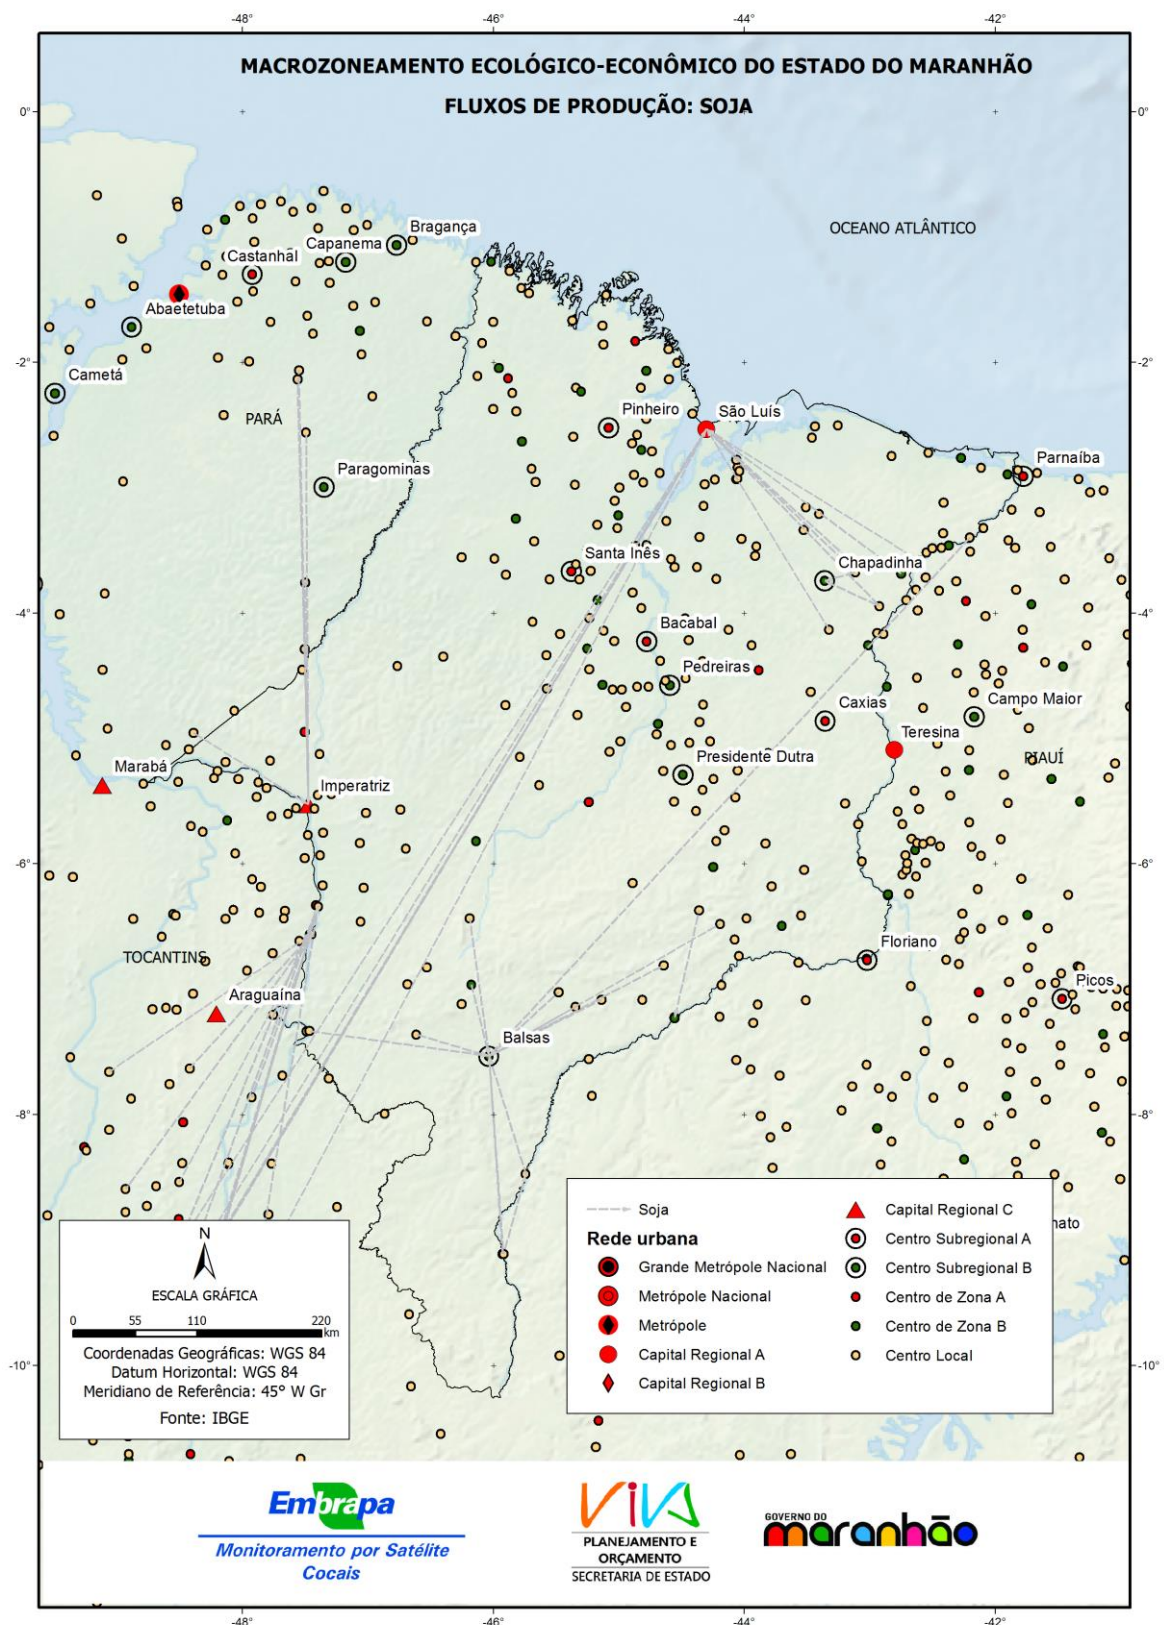 -48°
-46°
-44°
-42°
MACROZONEAMENTO ECOLÓGICO-ECONÔMICO DO ESTADO DO MARANHÃO
FLUXOS DE PRODUÇÃO: SOJA
0°
0°
OCEANO ATLÂNTICO
Bragança
Capanema
Castanhal
Abaetetuba
-2°
-2°
Cametá
PARÁ
Pinheiro
São Luís
Parnaíba
Paragominas
Santa Inês
Chapadinha
-4°
-4°
Bacabal
Pedreiras
Caxias
Campo Maior
Teresina
PIAUÍ
Marabá
Imperatriz
Presidente Dutra
-6°
-6°
TOCANTINS
Floriano
Araguaína
Picos
Balsas
-8°
-8°
N
ESCALA GRÁFICA
0 55 110 220
km
Coordenadas Geográficas: WGS 84
Datum Horizontal: WGS 84
Meridiano de Referência: 45° W Gr
Fonte: IBGE
Soja
Rede urbana
Grande Metrópole Nacional
Metrópole Nacional
Metrópole
Capital Regional A
Capital Regional B
Capital Regional C
Centro Subregional A
Centro Subregional B
Centro de Zona A
Centro de Zona B
Centro Local
nato
-10°
-10°
Embrapa
Monitoramento por Satélite
Cocais
VIVA
PLANEJAMENTO E
ORÇAMENTO
SECRETARIA DE ESTADO
GOVERNO DO
maranhão
-48°
-46°
-44°
-42°